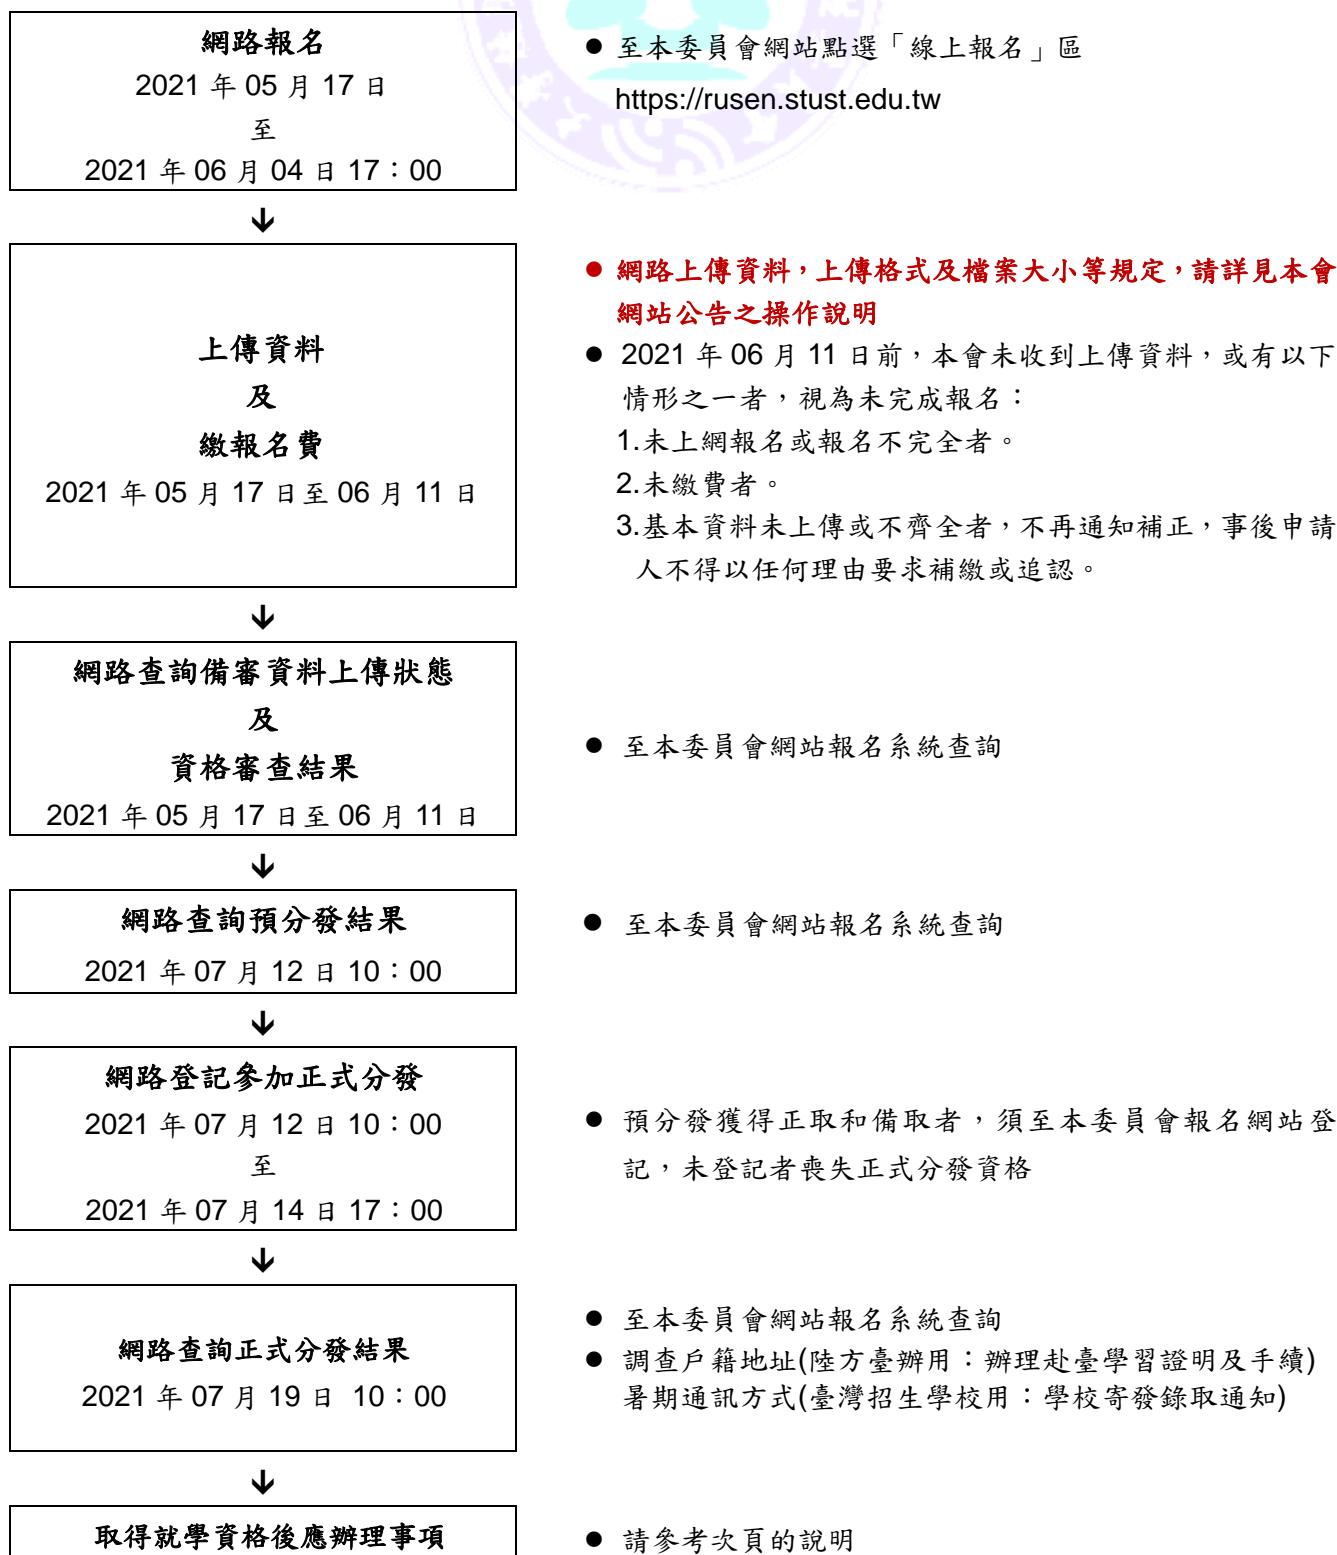 網路報名
2021 年 05 月 17 日
至
2021 年 06 月 04 日 17：00
● 至本委員會網站點選「線上報名」區
https://rusen.stust.edu.tw
↓
上傳資料
及
繳報名費
2021 年 05 月 17 日至 06 月 11 日
● 網路上傳資料，上傳格式及檔案大小等規定，請詳見本會
網站公告之操作說明
● 2021 年 06 月 11 日前，本會未收到上傳資料，或有以下
情形之一者，視為未完成報名：
1.未上網報名或報名不完全者。
2.未繳費者。
3.基本資料未上傳或不齊全者，不再通知補正，事後申請
人不得以任何理由要求補繳或追認。
↓
網路查詢備審資料上傳狀態
及
資格審查結果
2021 年 05 月 17 日至 06 月 11 日
● 至本委員會網站報名系統查詢
↓
網路查詢預分發結果
2021 年 07 月 12 日 10：00
● 至本委員會網站報名系統查詢
↓
網路登記參加正式分發
2021 年 07 月 12 日 10：00
至
2021 年 07 月 14 日 17：00
● 預分發獲得正取和備取者，須至本委員會報名網站登
記，未登記者喪失正式分發資格
↓
網路查詢正式分發結果
2021 年 07 月 19 日 10：00
● 至本委員會網站報名系統查詢
● 調查戶籍地址(陸方臺辦用：辦理赴臺學習證明及手續)
暑期通訊方式(臺灣招生學校用：學校寄發錄取通知)
↓
取得就學資格後應辦理事項
● 請參考次頁的說明